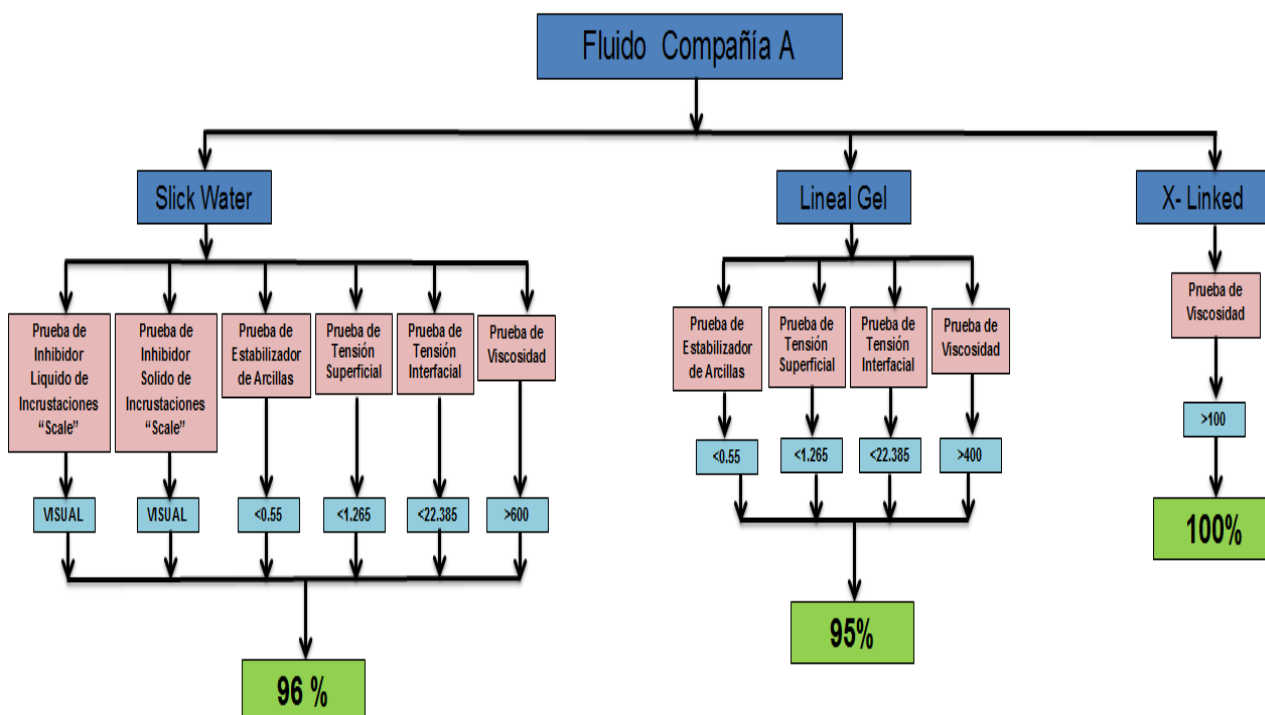 Fluido Compañía A
Slick Water
Lineal Gel
X- Linked
Prueba de
Inhibidor
Liquido de
Incrustaciones
“Scale”
Prueba de
Inhibidor
Solido de
Incrustaciones
“Scale”
Prueba de
Estabilizador
de Arcillas
Prueba de
Tensión
Superficial
Prueba de
Tensión
Interfacial
Prueba de
Viscosidad
Prueba de
Estabilizador
de Arcillas
Prueba de
Tensión
Superficial
Prueba de
Tensión
Interfacial
Prueba de
Viscosidad
Prueba de
Viscosidad
VISUAL
VISUAL
<0.55
<1.265
<22.385
>600
<0.55
<1.265
<22.385
>400
>100
96 %
95%
100%